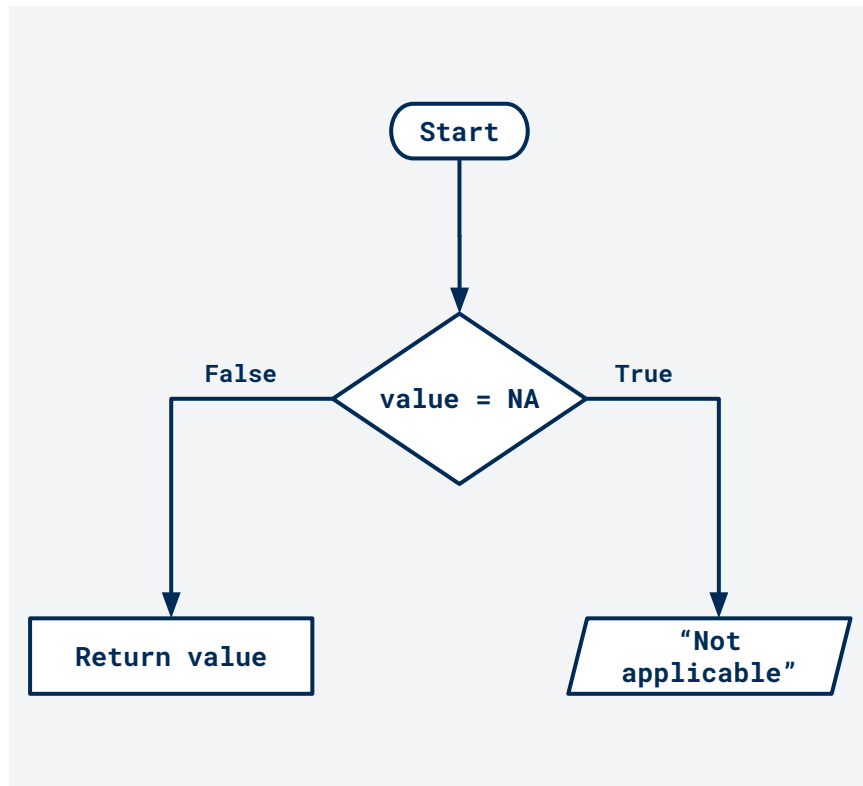 Start
False
True
value = NA
Return value
“Not
applicable”